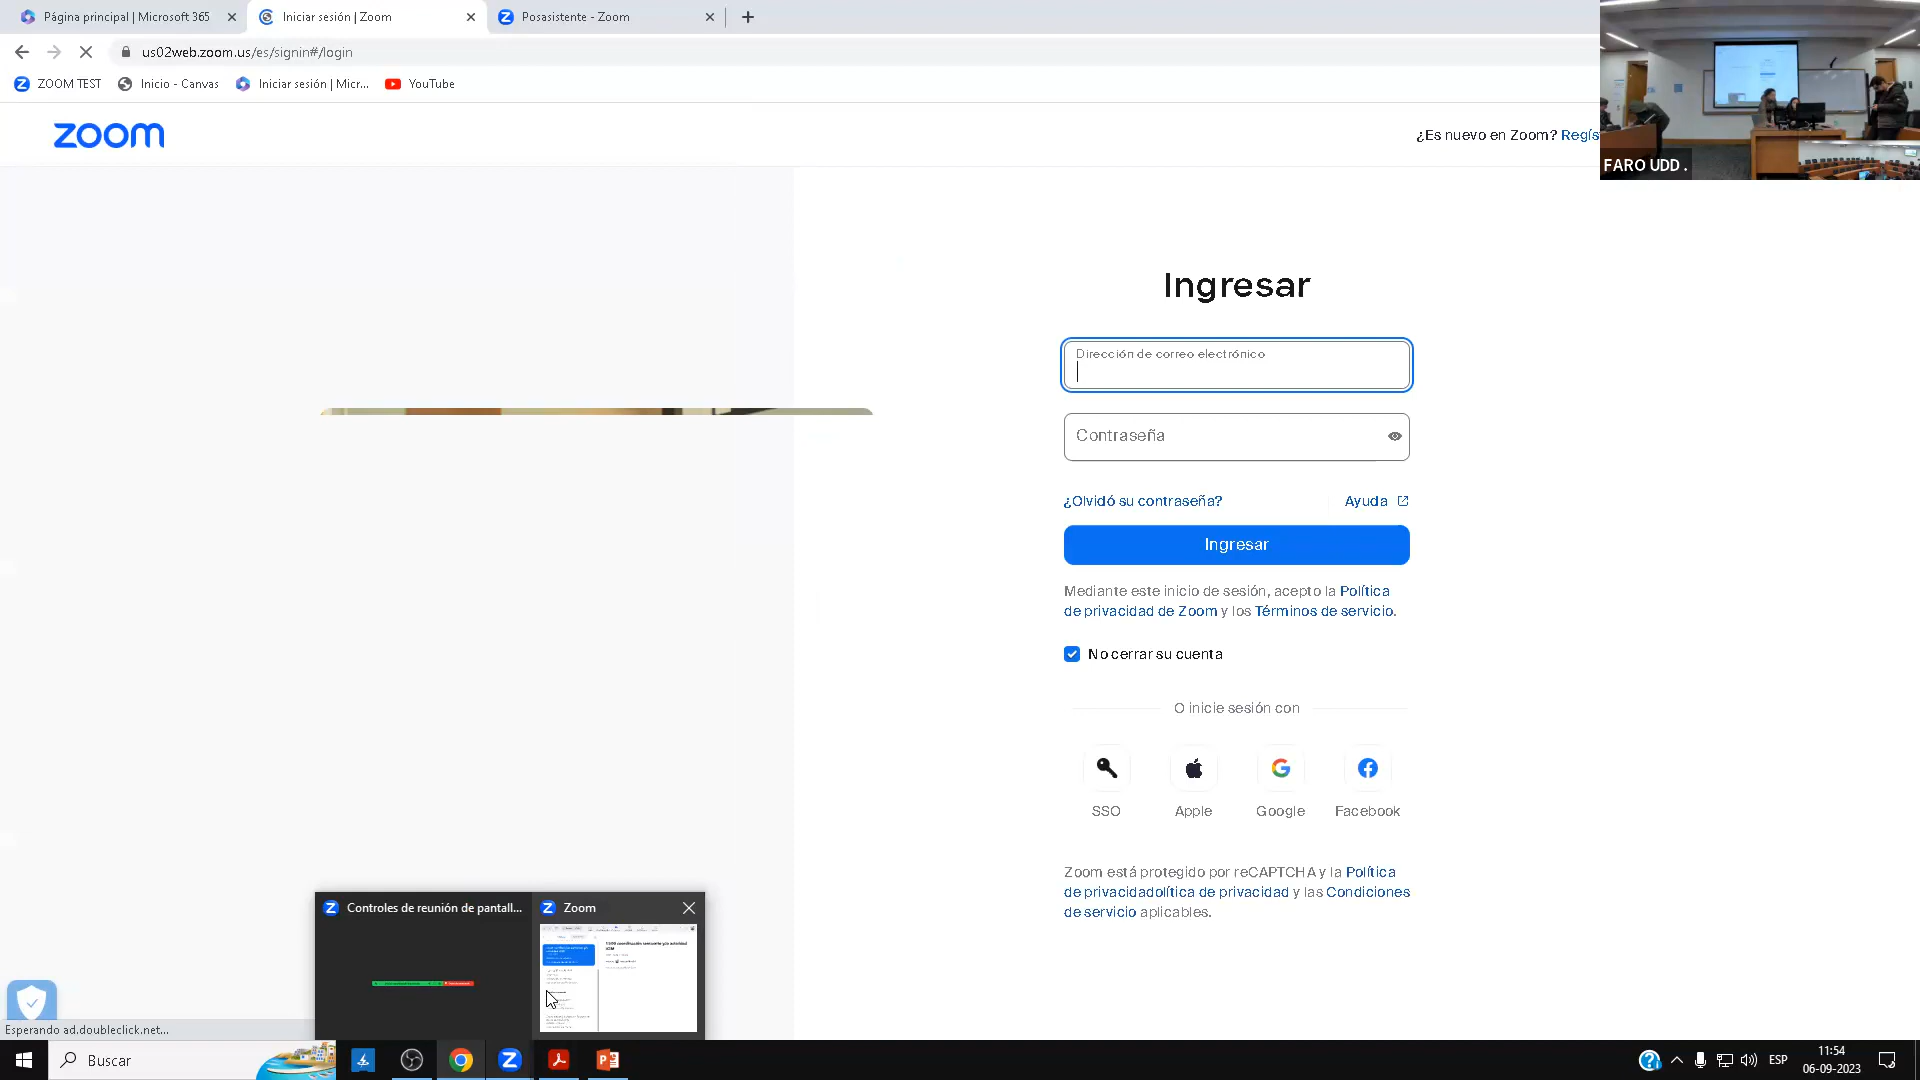 Página principal | Microsoft 365
Iniciar sesión | Zoom
Posasistente - Zoom
us02web.zoom.us/es/signin#/login
ZOOM TEST
Inicio - Canvas
Iniciar sesión | Micr...
YouTube
zoom
¿Es nuevo en Zoom? Regís
FARO UDD .
Ingresar
Dirección de correo electrónico
Contraseña
¿Olvidó su contraseña?
Ayuda
Ingresar
Mediante este inicio de sesión, acepto la Política
de privacidad de Zoom y los Términos de servicio.
No cerrar su cuenta
O inicie sesión con
SSO
Apple
Google
Facebook
Zoom está protegido por reCAPTCHA y la Política
de privacidadolítica de privacidad y las Condiciones
de servicio aplicables.
Controles de reunión de pantall...
Zoom
Esperando ad.doubleclick.net...
Buscar
ESP
11:54
06-09-2023